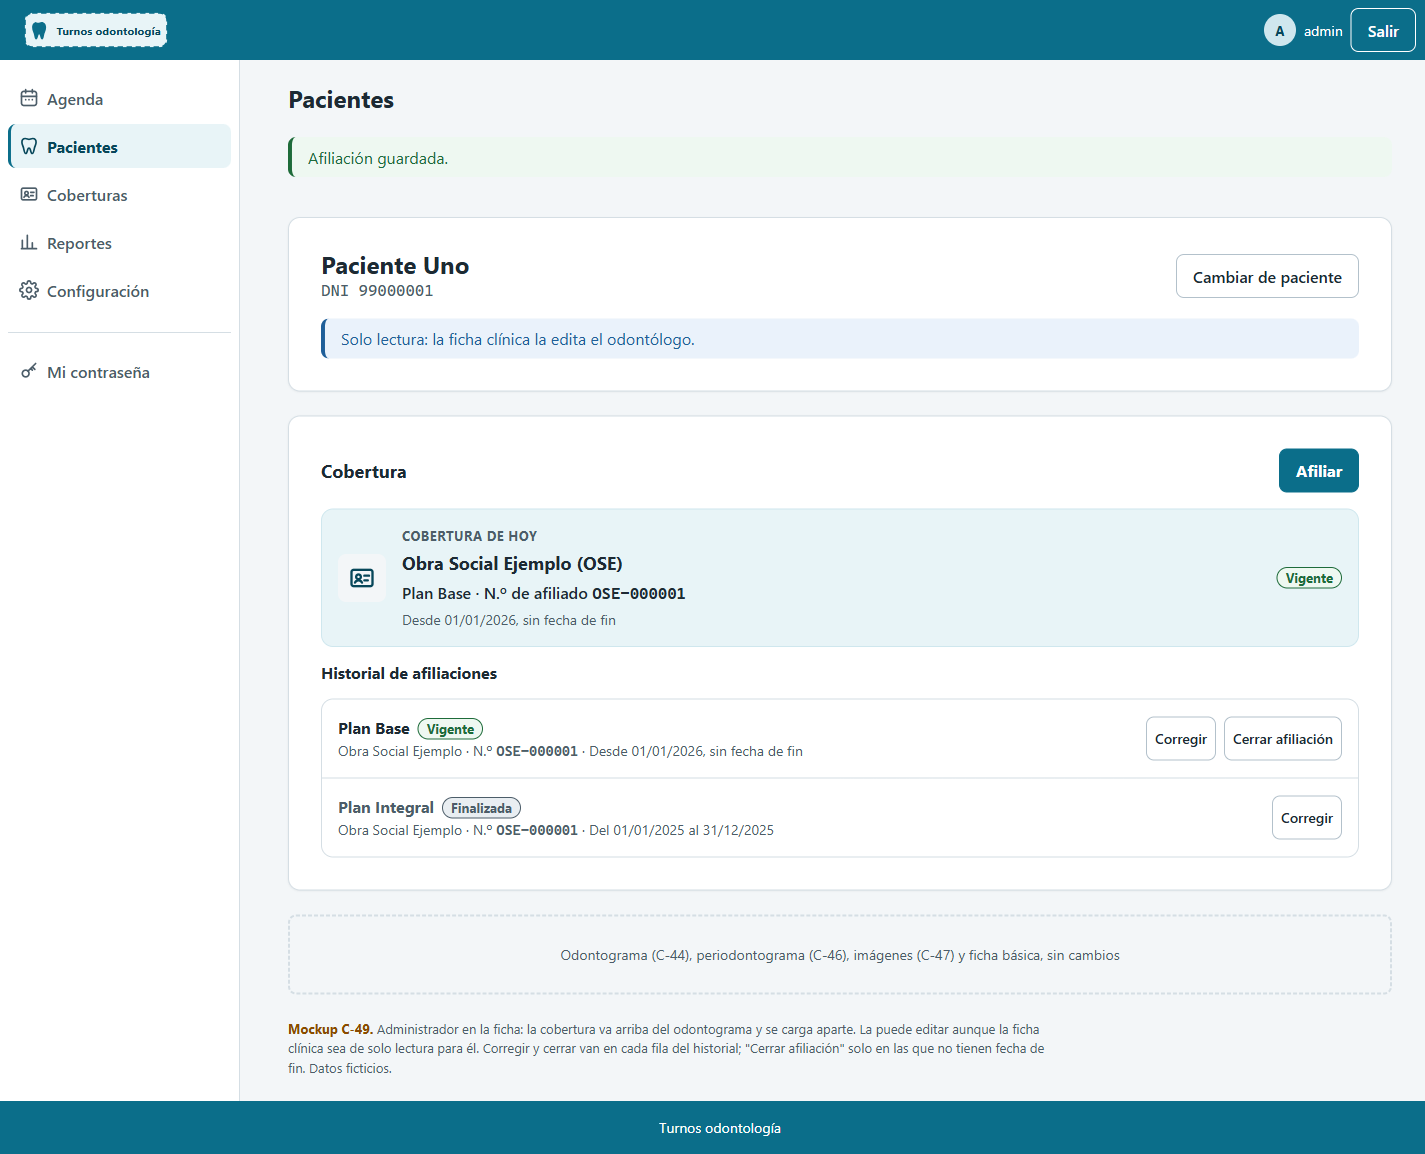 Turnos odontología
A
admin
Salir
Agenda
Pacientes
Coberturas
Reportes
Configuración
Mi contraseña
Pacientes
Afiliación guardada.
Paciente Uno
DNI 99000001
Cambiar de paciente
Solo lectura: la ficha clínica la edita el odontólogo.
Cobertura
Afiliar
COBERTURA DE HOY
Obra Social Ejemplo (OSE)
Plan Base · N.º de afiliado OSE-000001
Desde 01/01/2026, sin fecha de fin
Vigente
Historial de afiliaciones
Plan Base Vigente
Obra Social Ejemplo · N.º OSE-000001 · Desde 01/01/2026, sin fecha de fin
Corregir
Cerrar afiliación
Plan Integral Finalizada
Obra Social Ejemplo · N.º OSE-000001 · Del 01/01/2025 al 31/12/2025
Corregir
Odontograma (C-44), periodontograma (C-46), imágenes (C-47) y ficha básica, sin cambios
Mockup C-49. Administrador en la ficha: la cobertura va arriba del odontograma y se carga aparte. La puede editar aunque la ficha
clínica sea de solo lectura para él. Corregir y cerrar van en cada fila del historial; "Cerrar afiliación" solo en las que no tienen fecha de
fin. Datos ficticios.
Turnos odontología